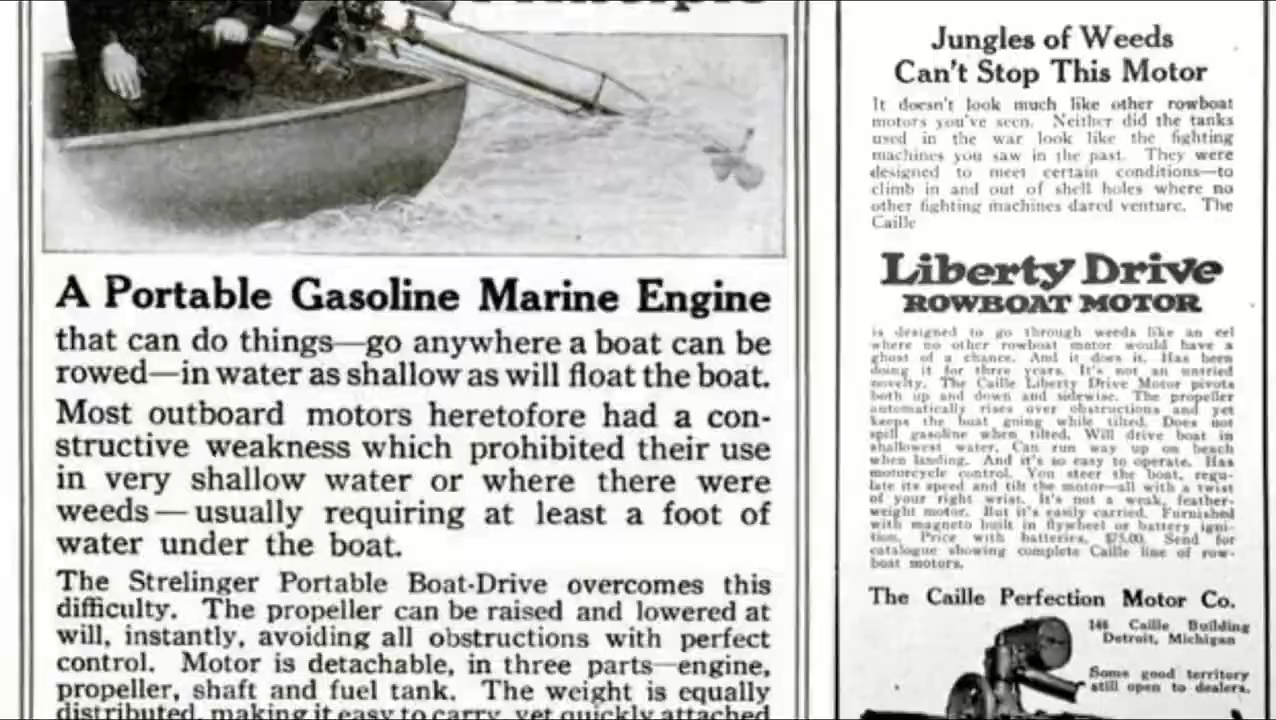 A Portable Gasoline Marine Engine
that can do things—go anywhere a boat can be
rowed—in water as shallow as will float the boat.
Most outboard motors heretofore had a con-
structive weakness which prohibited their use
in very shallow water or where there were
weeds—usually requiring at least a foot of
water under the boat.
The Strelinger Portable Boat-Drive overcomes this
difficulty. The propeller can be raised and lowered at
will, instantly, avoiding all obstructions with perfect
control. Motor is detachable, in three parts—engine,
propeller, shaft and fuel tank. The weight is equally
distributed, making it easy to carry, yet quickly attached
Jungles of Weeds
Can't Stop This Motor
It doesn't look much like other rowboat
motors you've seen. Neither did the tanks
used in the war look like the fighting
machines you saw in the past. They were
designed to meet certain conditions—to
climb in and out of shell holes where no
other fighting machines dared venture. The
Caille
Liberty Drive
ROWBOAT MOTOR
is designed to go through weeds like an eel
where no other rowboat motor would have a
ghost of a chance. And it does it. Has been
doing it for three years. It's not an untried
novelty. The Caille Liberty Drive Motor pivots
both up and down and sidewise. The propeller
automatically rises over obstructions and yet
keeps the boat going while tilted. Does not
spill gasoline when tilted. Will drive boat in
shallowest water. Can run way up on beach
when landing. And it's so easy to operate. Has
motorcycle control. You steer the boat, regu-
late its speed and tilt the motor—all with a twist
of your right wrist. It's not a weak, feather-
weight motor. But it's easily carried. Furnished
with magneto built in flywheel or battery igni-
tion. Price with batteries, $75.00. Send for
catalogue showing complete Caille line of row-
boat motors.
The Caille Perfection Motor Co.
146 Caille Building
Detroit, Michigan
Some good territory
still open to dealers.